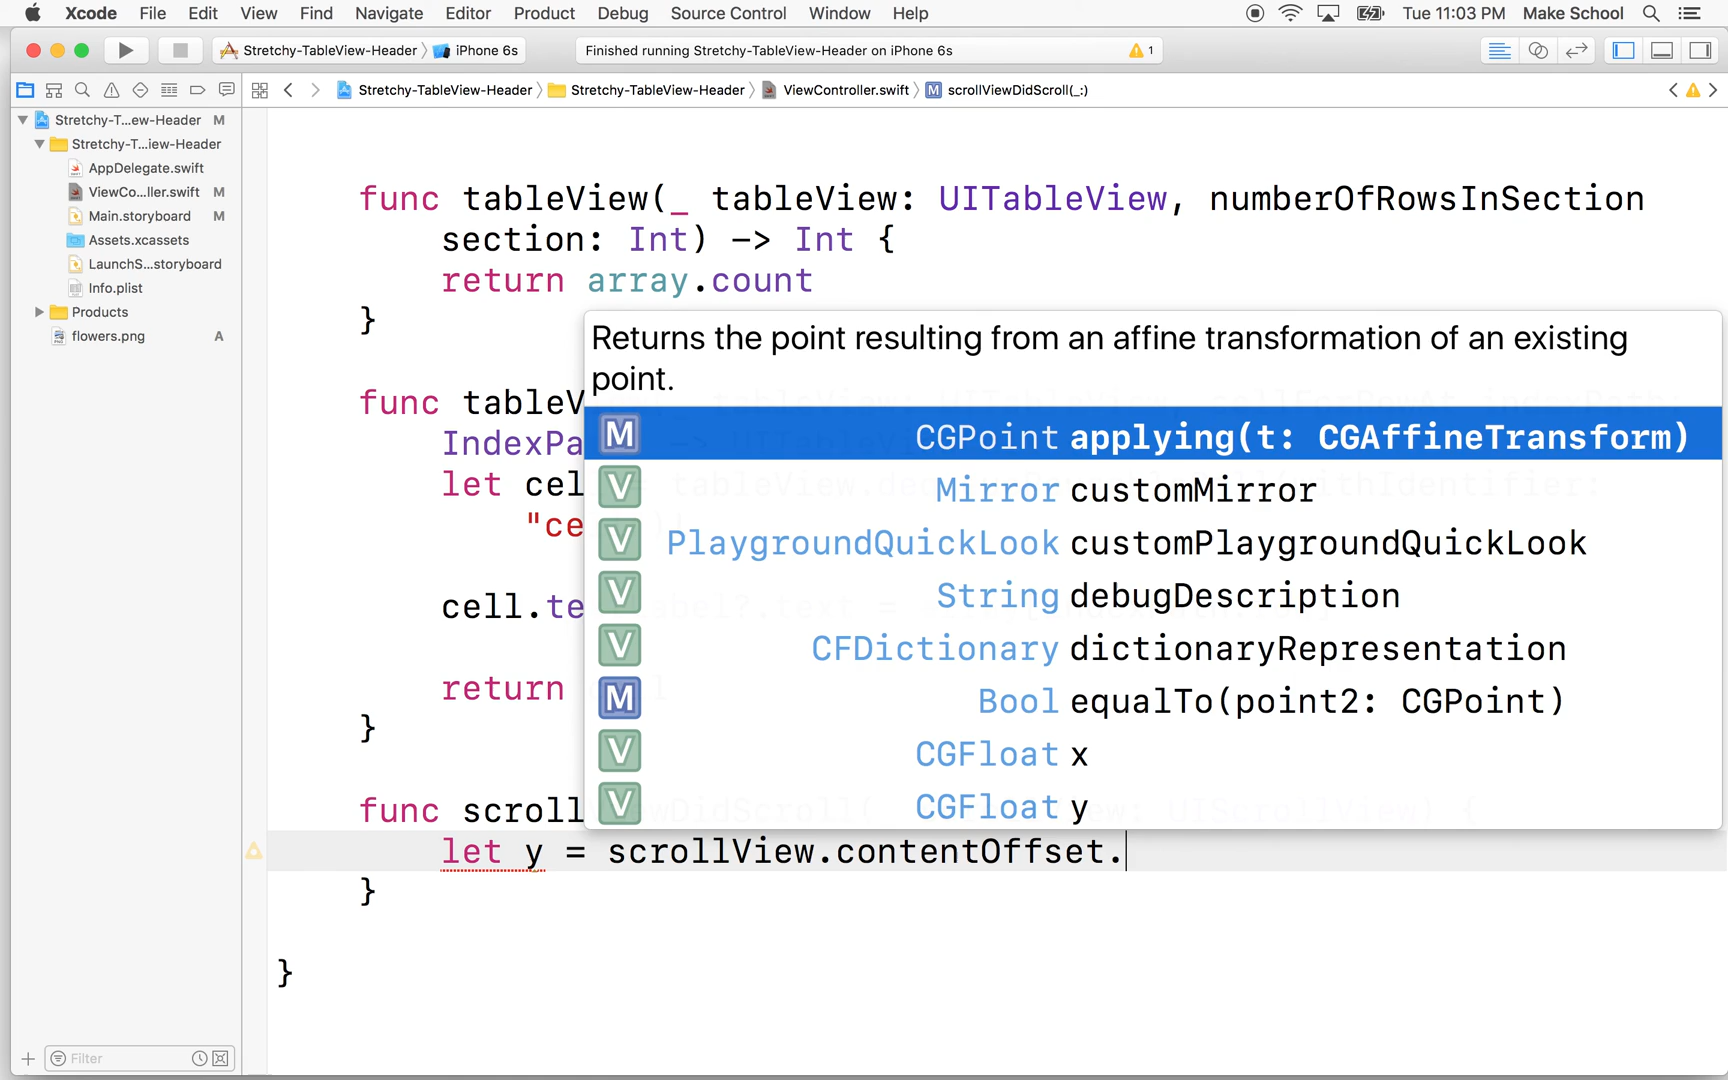 Xcode File Edit View Find Navigate Editor Product Debug Source Control Window Help Tue 11:03 PM Make School
Stretchy-TableView-Header iPhone 6s Finished running Stretchy-TableView-Header on iPhone 6s 1
Stretchy-TableView-Header Stretchy-TableView-Header ViewController.swift M scrollViewDidScroll(_:)
Stretchy-T...ew-Header M
Stretchy-T...iew-Header
AppDelegate.swift
ViewCo...ller.swift M
Main.storyboard M
Assets.xcassets
LaunchS...storyboard
Info.plist
Products
flowers.png A
Filter
func tableView(_ tableView: UITableView, numberOfRowsInSection
section: Int) -> Int {
return array.count
}
func tableV
IndexPa
let cel
"ce
cell.te
return
}
func scroll
let y = scrollView.contentOffset.
}
}
Returns the point resulting from an affine transformation of an existing
point.
M CGPoint applying(t: CGAffineTransform)
V Mirror customMirror
V PlaygroundQuickLook customPlaygroundQuickLook
V String debugDescription
V CFDictionary dictionaryRepresentation
M Bool equalTo(point2: CGPoint)
V CGFloat x
V CGFloat y